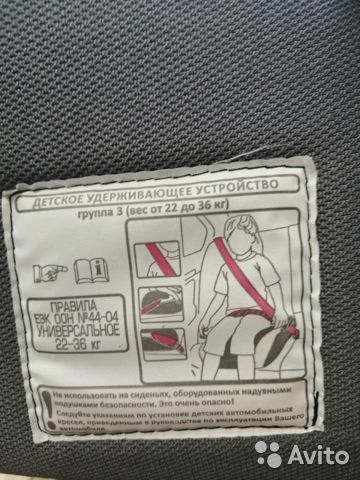 ДЕТСКОЕ УДЕРЖИВАЮЩЕЕ УСТРОЙСТВО
группа 3 (вес от 22 до 36 кг)
ПРАВИЛА
ЕЭК ООН №44-04
УНИВЕРСАЛЬНОЕ
22-36 кг
Не использовать на сиденьях, оборудованных надувными
подушками безопасности. Это очень опасно!
Следуйте указаниям по установке детских автомобильных
кресел, приведенным в руководстве по эксплуатации Вашего
автомобиля.
Avito